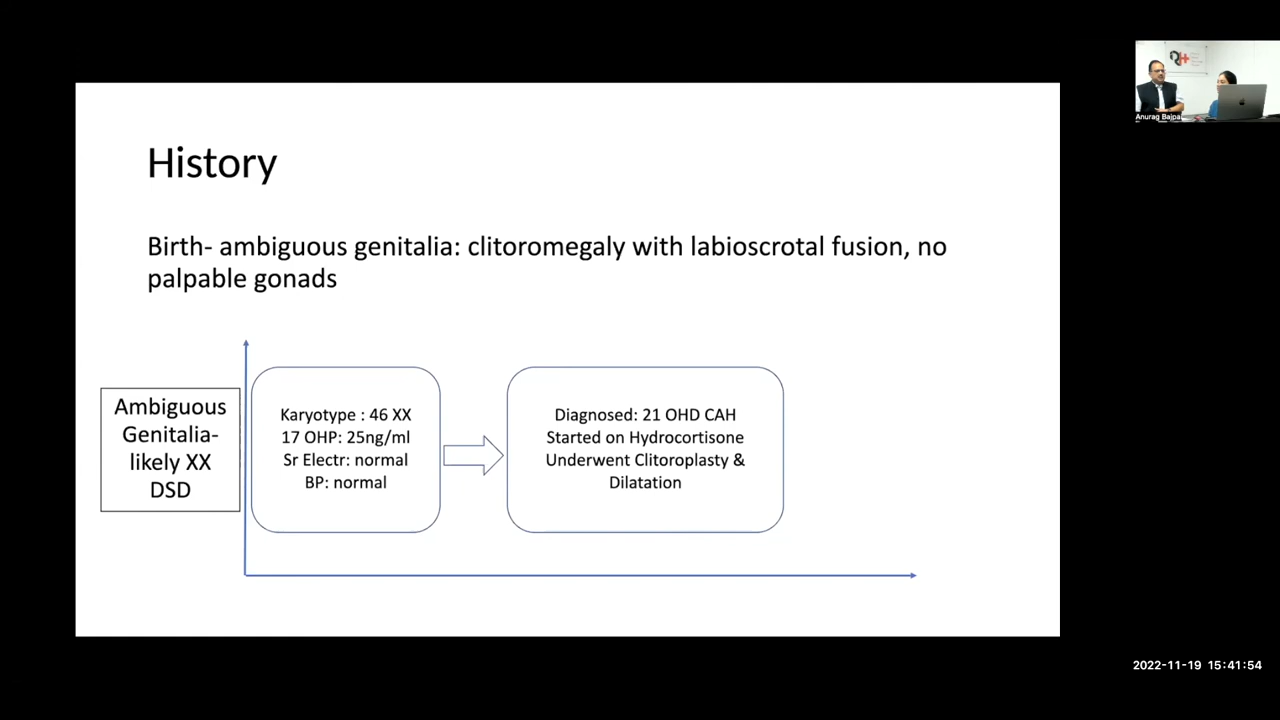 History
Birth- ambiguous genitalia: clitoromegaly with labioscrotal fusion, no
palpable gonads
Ambiguous
Genitalia-
likely XX
DSD
Karyotype : 46 XX
17 OHP: 25ng/ml
Sr Electr: normal
BP: normal
Diagnosed: 21 OHD CAH
Started on Hydrocortisone
Underwent Clitoroplasty &
Dilatation
Anurag Bajpai
2022-11-19 15:41:54